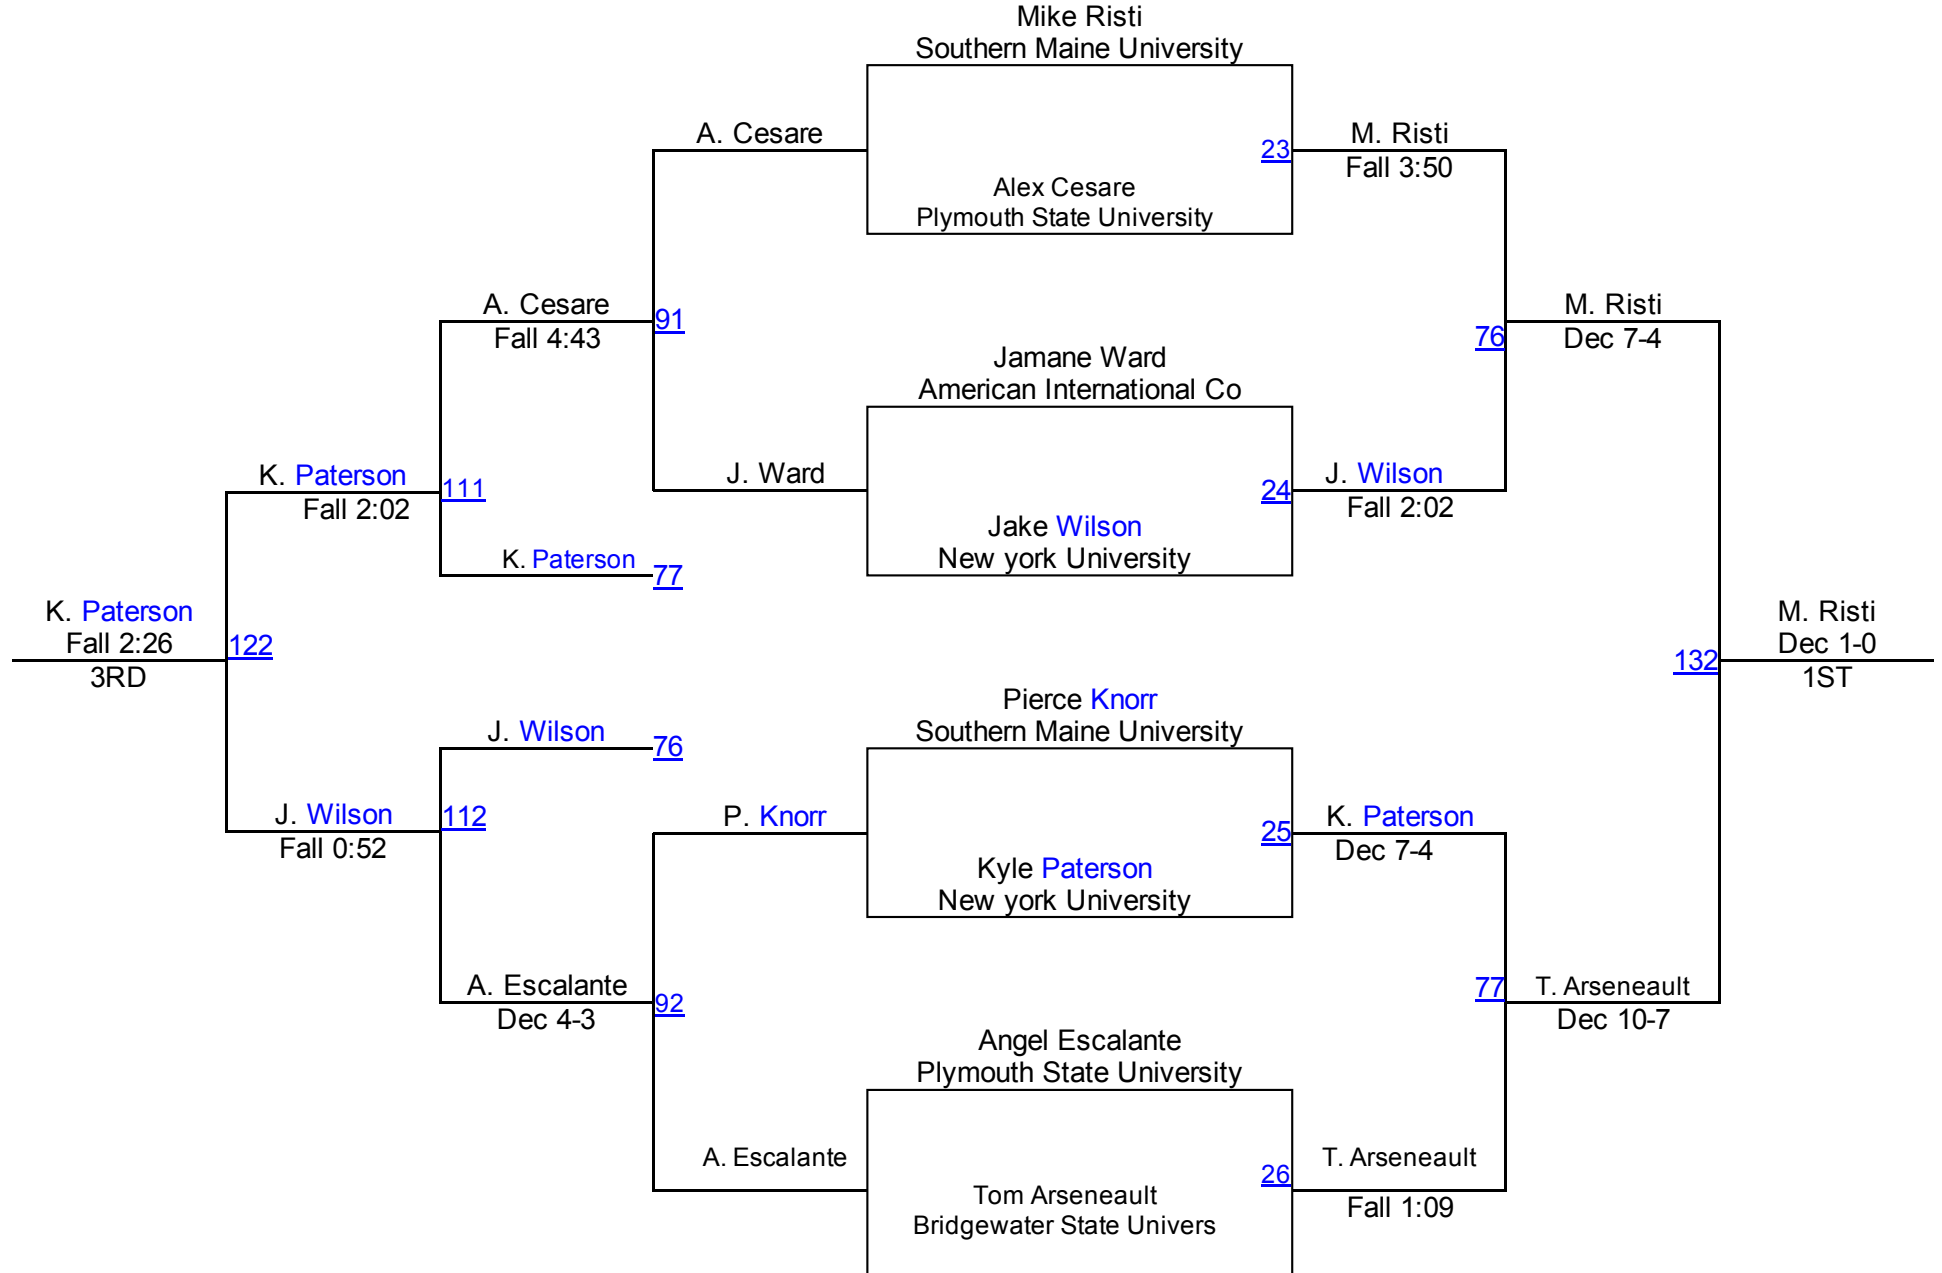 Mike Risti
Southern Maine University
A. Cesare
23
M. Risti
Fall 3:50
Alex Cesare
Plymouth State University
A. Cesare
Fall 4:43
91
M. Risti
Dec 7-4
76
Jamane Ward
American International Co
K. Paterson
Fall 2:02
111
J. Ward
24
J. Wilson
Fall 2:02
Jake Wilson
New york University
K. Paterson
77
K. Paterson
Fall 2:26
3RD
122
M. Risti
Dec 1-0
1ST
132
Pierce Knorr
Southern Maine University
J. Wilson
76
J. Wilson
Fall 0:52
112
P. Knorr
25
K. Paterson
Dec 7-4
Kyle Paterson
New york University
A. Escalante
Dec 4-3
92
77
T. Arseneault
Dec 10-7
Angel Escalante
Plymouth State University
A. Escalante
26
T. Arseneault
Fall 1:09
Tom Arseneault
Bridgewater State Univers